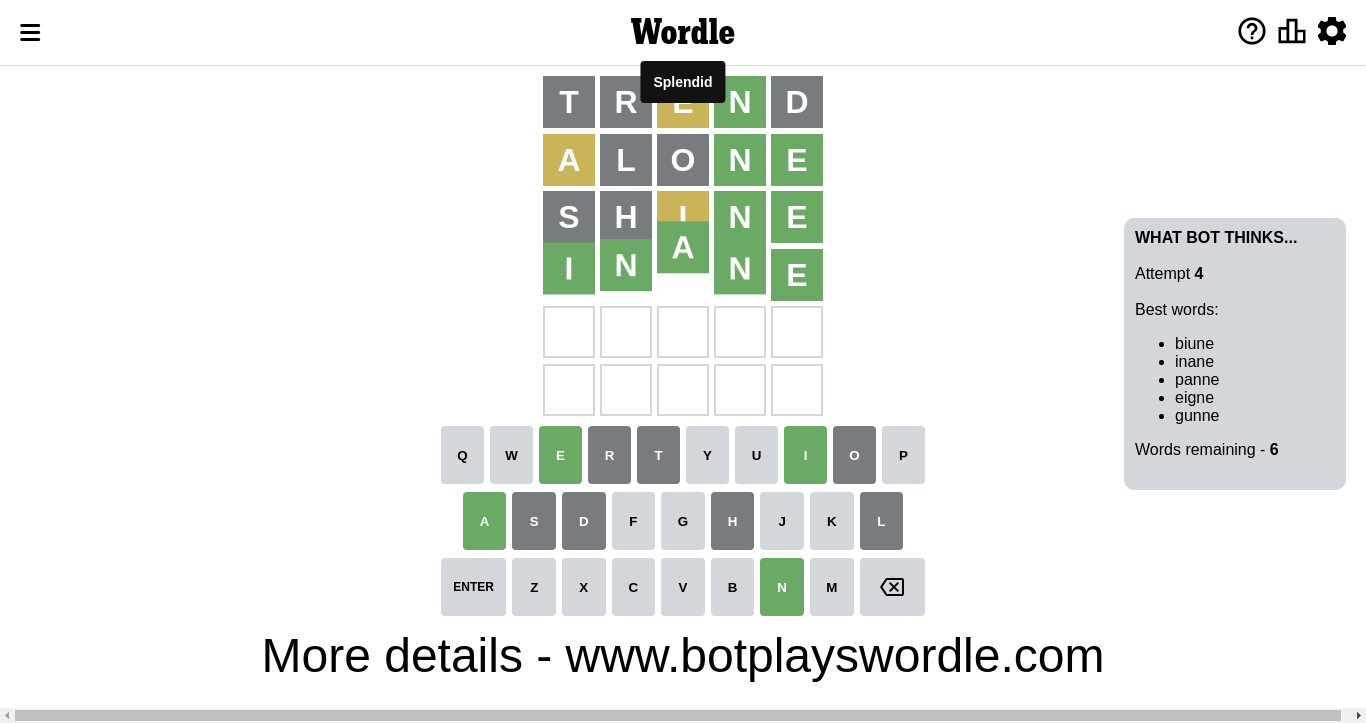 Wordle
Splendid
T R E N D
A L O N E
S H I N E
I N A N E
WHAT BOT THINKS...
Attempt 4
Best words:
biune
inane
panne
eigne
gunne
Words remaining - 6
Q W E R T Y U I O P
A S D F G H J K L
ENTER Z X C V B N M
More details - www.botplayswordle.com